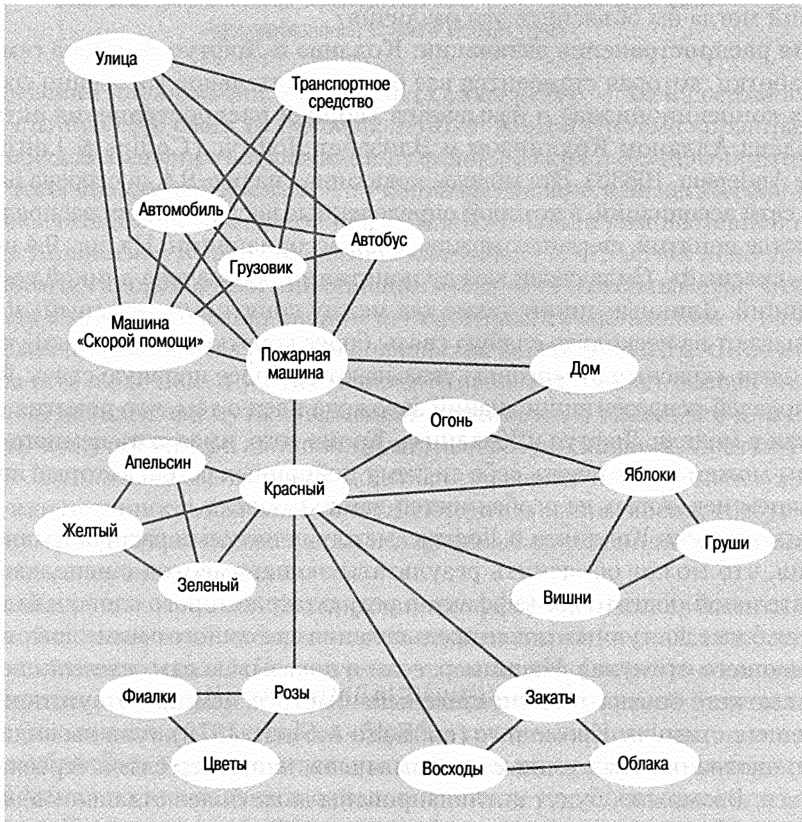 Улица
Транспортное
средство
Автомобиль
Автобус
Грузовик
Машина
«Скорой помощи»
Пожарная
машина
Дом
Огонь
Апельсин
Красный
Яблоки
Желтый
Груши
Зеленый
Вишни
Фиалки
Розы
Закаты
Цветы
Восходы
Облака